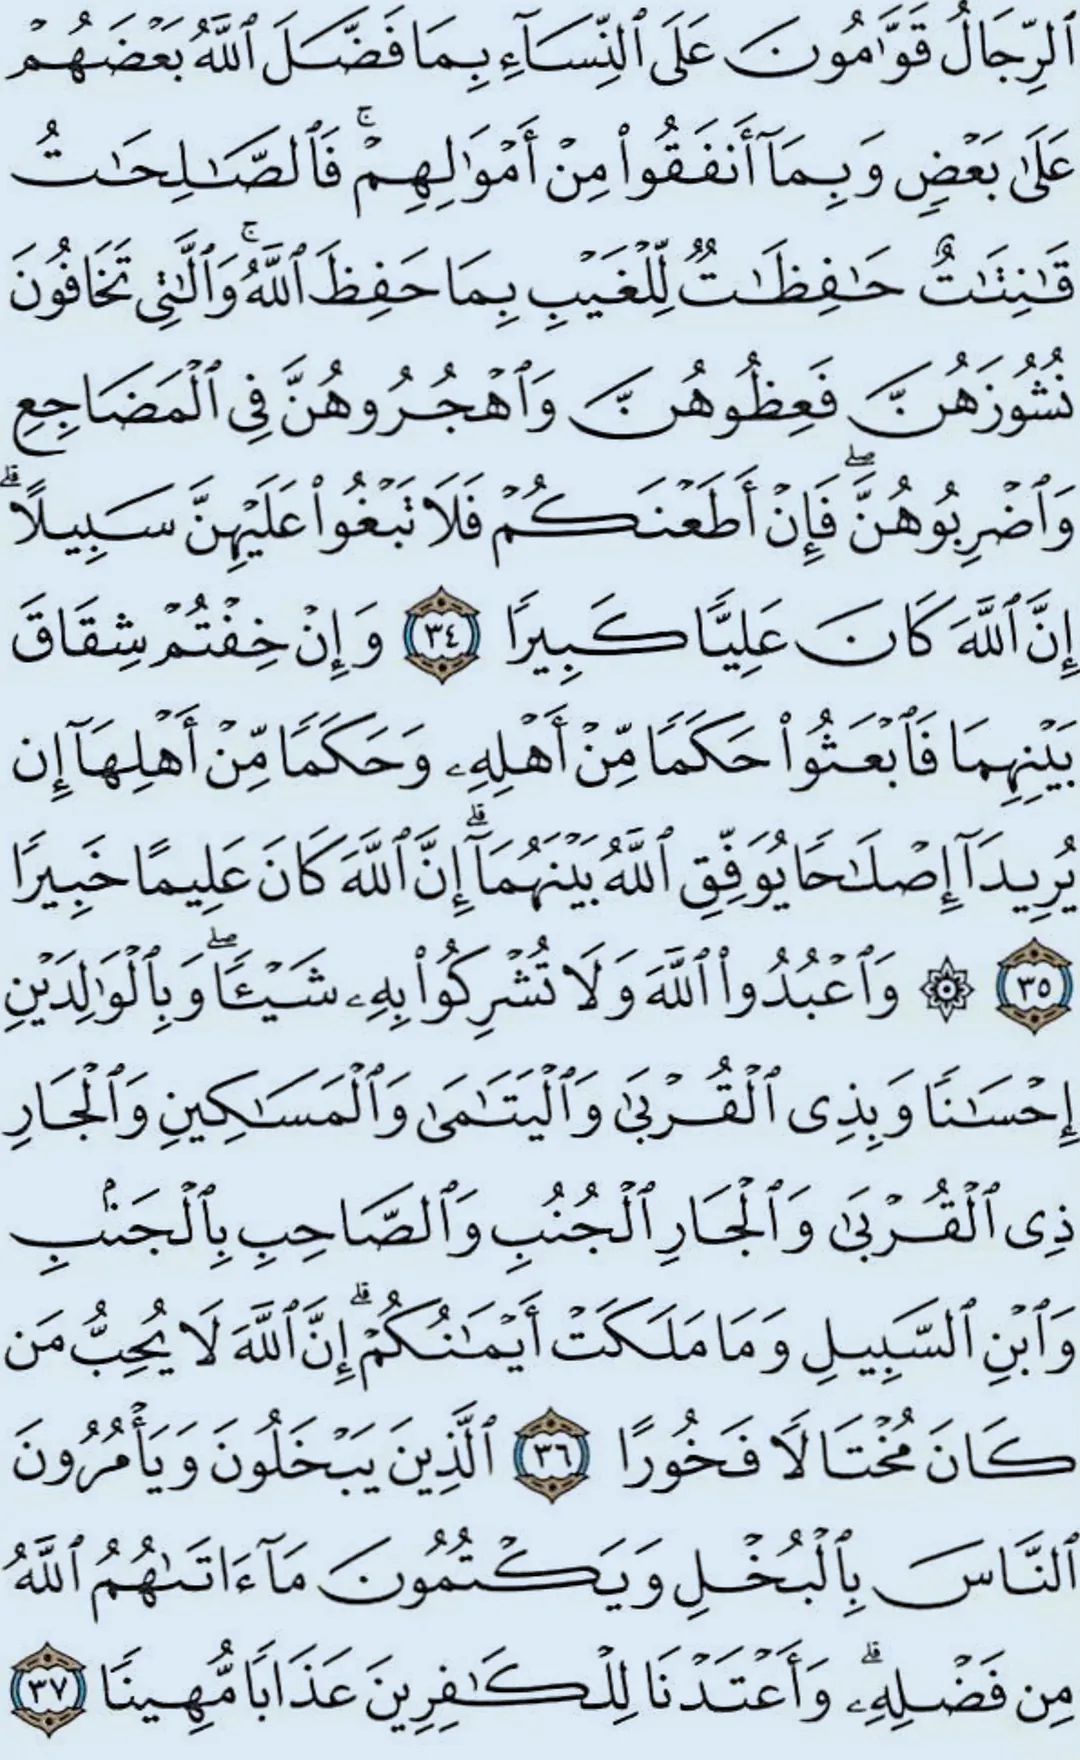 ٱلرِّجَالُ قَوَّٰمُونَ عَلَى ٱلنِّسَآءِ بِمَا فَضَّلَ ٱللَّهُ بَعْضَهُمْ
عَلَىٰ بَعْضٍ وَبِمَآ أَنفَقُوا۟ مِنْ أَمْوَٰلِهِمْ ۚ فَٱلصَّـٰلِحَـٰتُ
قَـٰنِتَـٰتٌ حَـٰفِظَـٰتٌ لِّلْغَيْبِ بِمَا حَفِظَ ٱللَّهُ ۚ وَٱلَّـٰتِى تَخَافُونَ
نُشُوزَهُنَّ فَعِظُوهُنَّ وَٱهْجُرُوهُنَّ فِى ٱلْمَضَاجِعِ
وَٱضْرِبُوهُنَّ ۖ فَإِنْ أَطَعْنَكُمْ فَلَا تَبْغُوا۟ عَلَيْهِنَّ سَبِيلًا ۗ
إِنَّ ٱللَّهَ كَانَ عَلِيًّا كَبِيرًا ٣٤ وَإِنْ خِفْتُمْ شِقَاقَ
بَيْنِهِمَا فَٱبْعَثُوا۟ حَكَمًا مِّنْ أَهْلِهِۦ وَحَكَمًا مِّنْ أَهْلِهَآ إِن
يُرِيدَآ إِصْلَـٰحًا يُوَفِّقِ ٱللَّهُ بَيْنَهُمَآ ۗ إِنَّ ٱللَّهَ كَانَ عَلِيمًا خَبِيرًا
٣٥ ۞ وَٱعْبُدُوا۟ ٱللَّهَ وَلَا تُشْرِكُوا۟ بِهِۦ شَيْـًٔا ۖ وَبِٱلْوَٰلِدَيْنِ
إِحْسَـٰنًا وَبِذِى ٱلْقُرْبَىٰ وَٱلْيَتَـٰمَىٰ وَٱلْمَسَـٰكِينِ وَٱلْجَارِ
ذِى ٱلْقُرْبَىٰ وَٱلْجَارِ ٱلْجُنُبِ وَٱلصَّاحِبِ بِٱلْجَنۢبِ
وَٱبْنِ ٱلسَّبِيلِ وَمَا مَلَكَتْ أَيْمَـٰنُكُمْ ۗ إِنَّ ٱللَّهَ لَا يُحِبُّ مَن
كَانَ مُخْتَالًا فَخُورًا ٣٦ ٱلَّذِينَ يَبْخَلُونَ وَيَأْمُرُونَ
ٱلنَّاسَ بِٱلْبُخْلِ وَيَكْتُمُونَ مَآ ءَاتَىٰهُمُ ٱللَّهُ
مِن فَضْلِهِۦ ۗ وَأَعْتَدْنَا لِلْكَـٰفِرِينَ عَذَابًا مُّهِينًا ٣٧